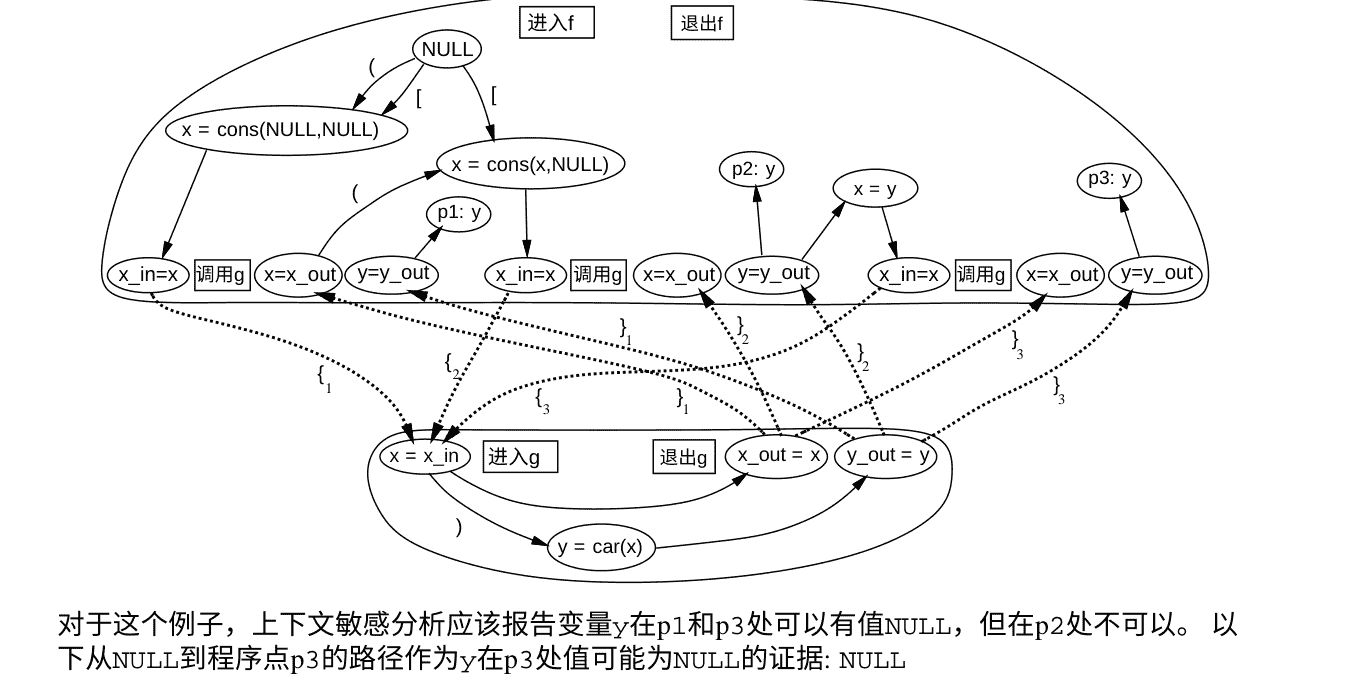 进入f
退出f
NULL
(
[
[
x = cons(NULL,NULL)
x = cons(x,NULL)
(
p1: y
p2: y
x = y
p3: y
x_in=x
调用g
x=x_out
y=y_out
x_in=x
调用g
x=x_out
y=y_out
x_in=x
调用g
x=x_out
y=y_out
}1
}2
}3
}2
{2
{1
{3
}1
}3
x = x_in
进入g
退出g
x_out = x
y_out = y
)
y = car(x)
对于这个例子，上下文敏感分析应该报告变量y在p1和p3处可以有值NULL，但在p2处不可以。 以
下从NULL到程序点p3的路径作为y在p3处值可能为NULL的证据: NULL